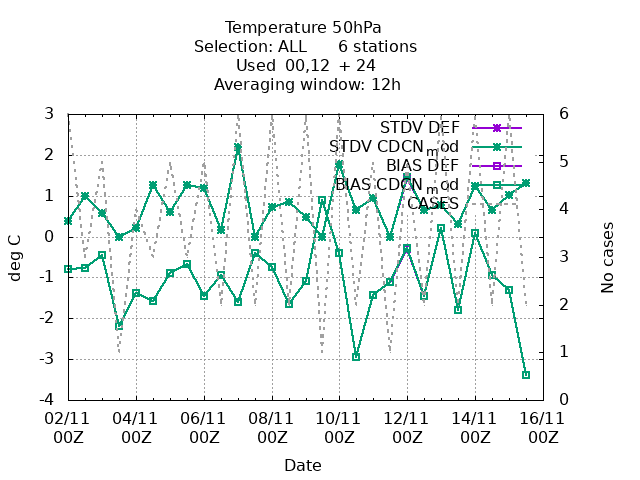 Temperature 50hPa
Selection: ALL 6 stations
Used 00,12 + 24
Averaging window: 12h
3 6
STDV DEF
STDV CDCN_mod
2 5
BIAS DEF
BIAS CDCN_mod
1 4
CASES
0 3
-1
-2 2
-3 1
-4 0
deg C
No cases
02/11 04/11 06/11 08/11 10/11 12/11 14/11 16/11
00Z 00Z 00Z 00Z 00Z 00Z 00Z 00Z
Date